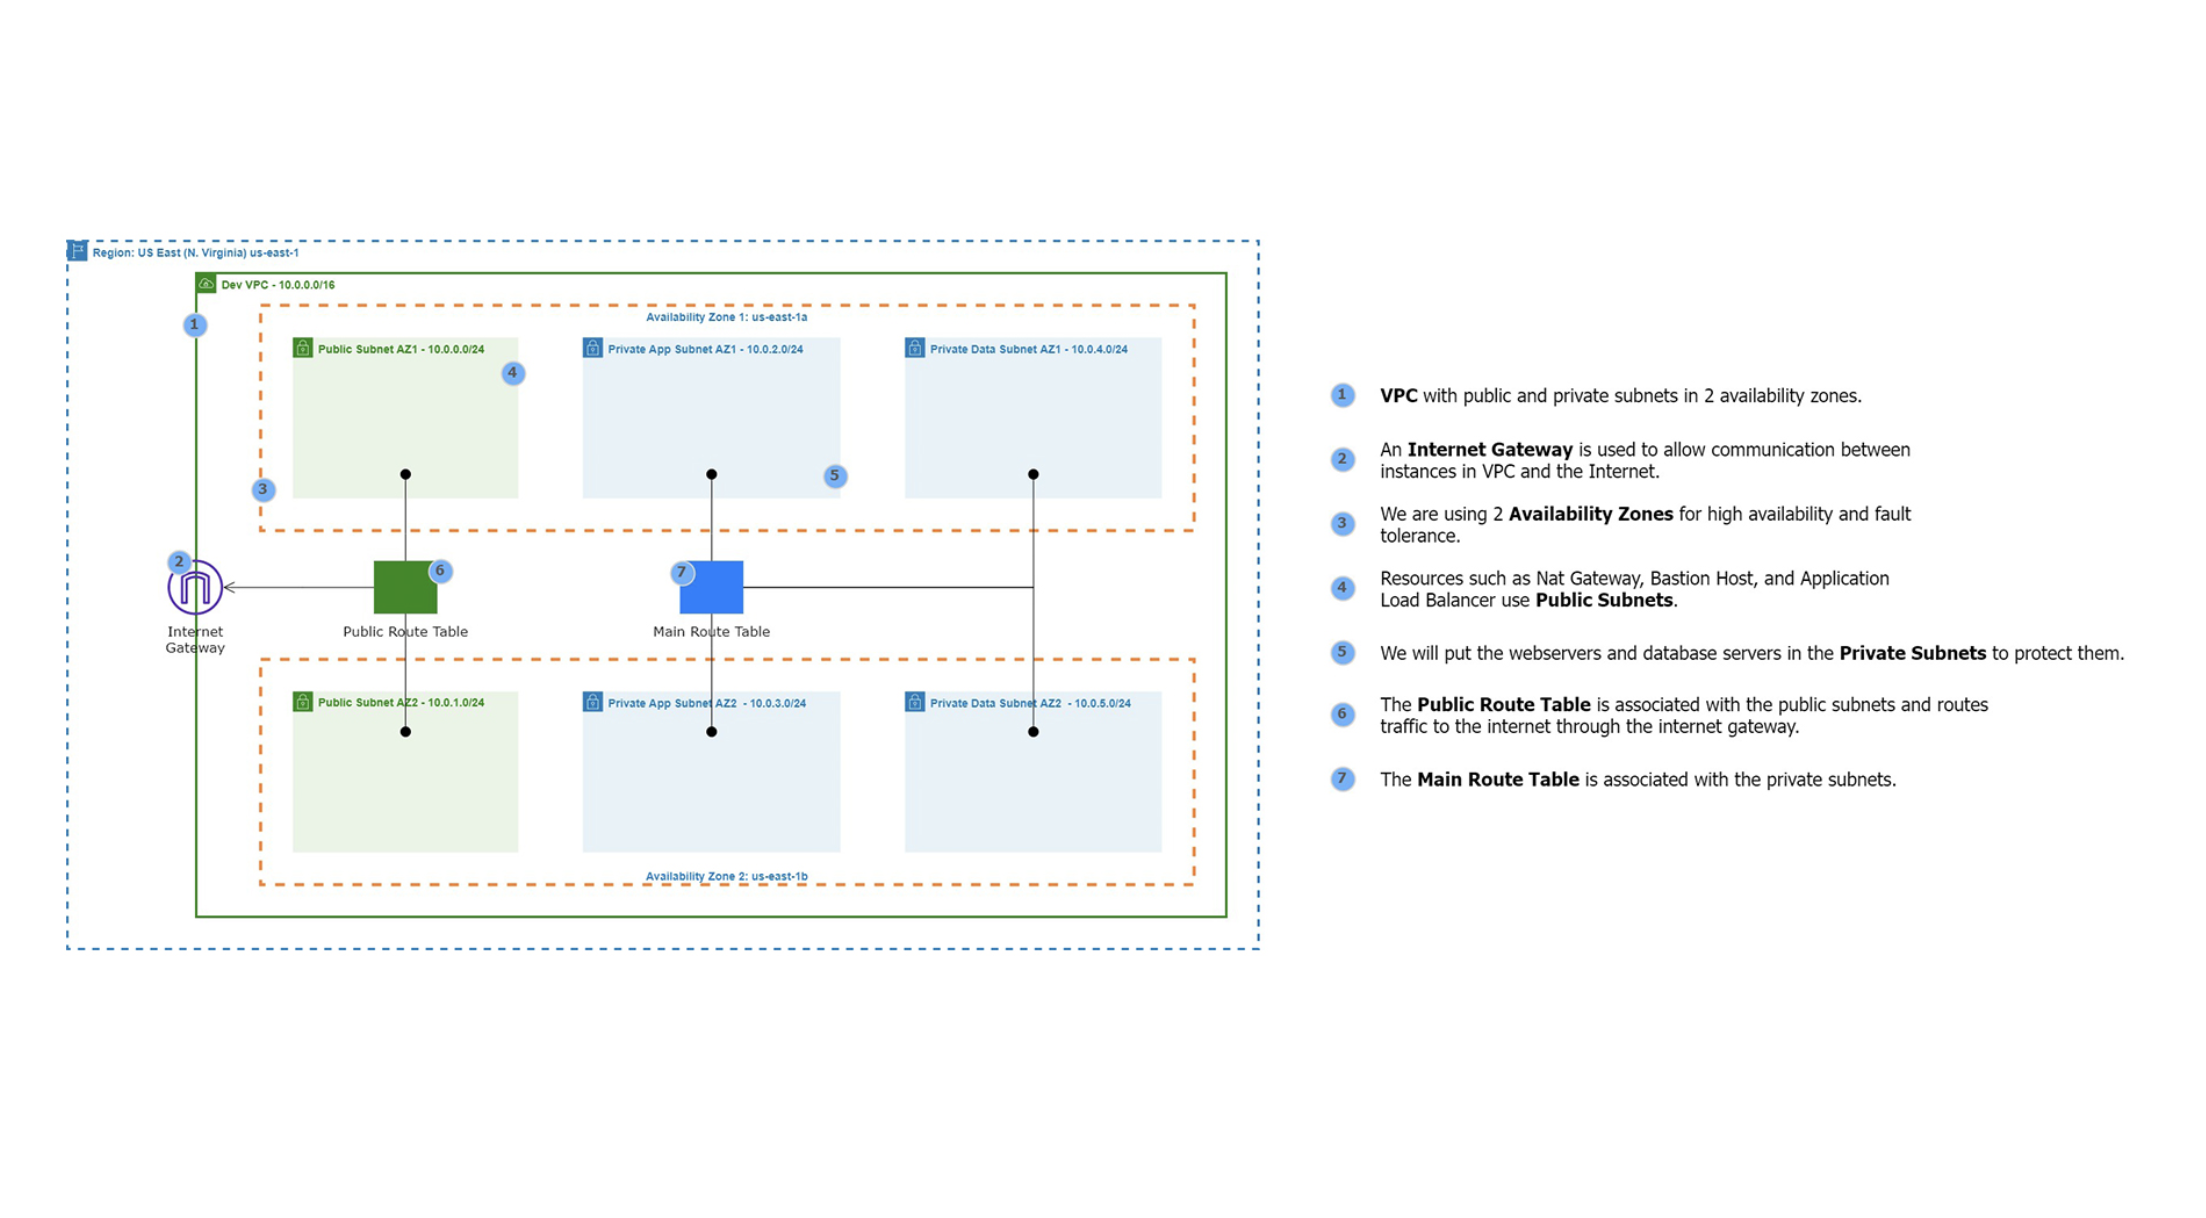 Region: US East (N. Virginia) us-east-1
Dev VPC - 10.0.0.0/16
1
Availability Zone 1: us-east-1a
Public Subnet AZ1 - 10.0.0.0/24
Private App Subnet AZ1 - 10.0.2.0/24
Private Data Subnet AZ1 - 10.0.4.0/24
4
5
3
2
6
7
Internet
Gateway
Public Route Table
Main Route Table
Public Subnet AZ2 - 10.0.1.0/24
Private App Subnet AZ2 - 10.0.3.0/24
Private Data Subnet AZ2 - 10.0.5.0/24
Availability Zone 2: us-east-1b
1 VPC with public and private subnets in 2 availability zones.
2 An Internet Gateway is used to allow communication between
instances in VPC and the Internet.
3 We are using 2 Availability Zones for high availability and fault
tolerance.
4 Resources such as Nat Gateway, Bastion Host, and Application
Load Balancer use Public Subnets.
5 We will put the webservers and database servers in the Private Subnets to protect them.
6 The Public Route Table is associated with the public subnets and routes
traffic to the internet through the internet gateway.
7 The Main Route Table is associated with the private subnets.